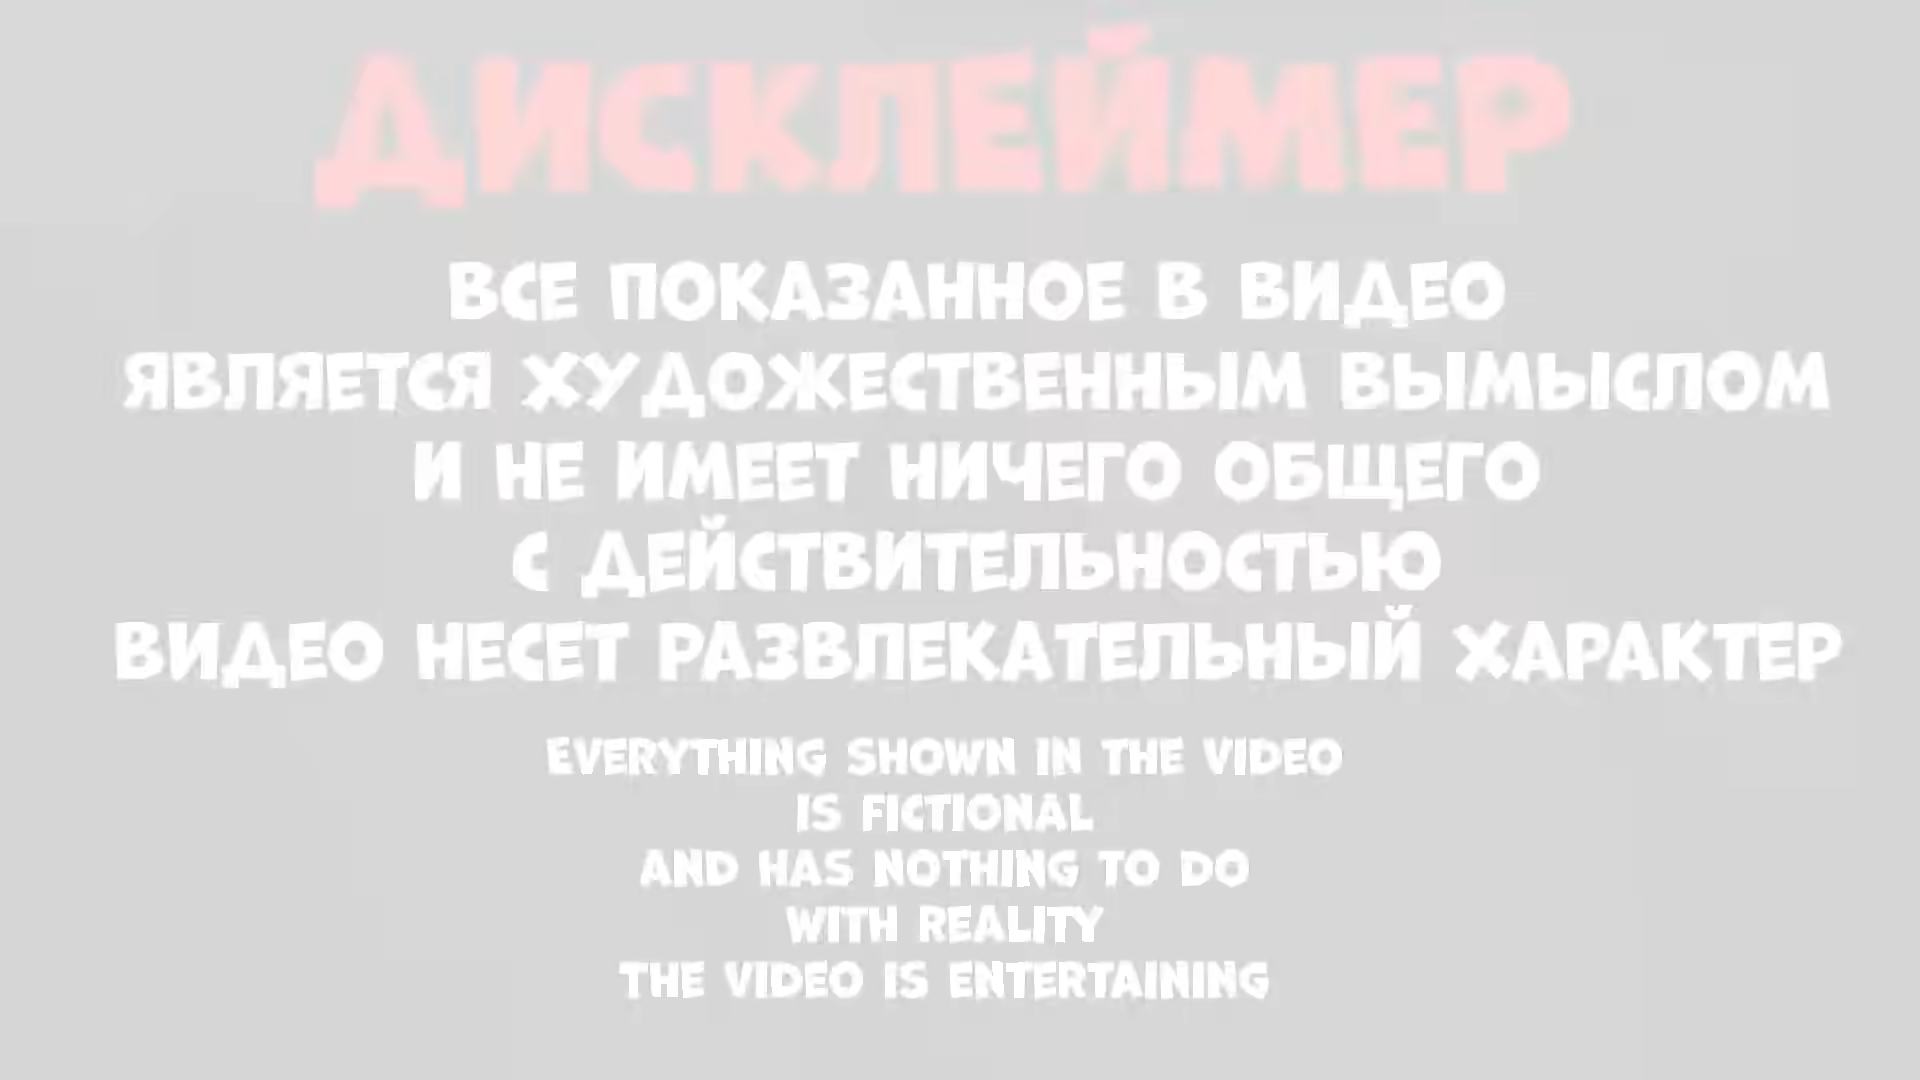 ДИСКЛЕЙМЕР
ВСЕ ПОКАЗАННОЕ В ВИДЕО
ЯВЛЯЕТСЯ ХУДОЖЕСТВЕННЫМ ВЫМЫСЛОМ
И НЕ ИМЕЕТ НИЧЕГО ОБЩЕГО
С ДЕЙСТВИТЕЛЬНОСТЬЮ
ВИДЕО НЕСЕТ РАЗВЛЕКАТЕЛЬНЫЙ ХАРАКТЕР
EVERYTHING SHOWN IN THE VIDEO
IS FICTIONAL
AND HAS NOTHING TO DO
WITH REALITY
THE VIDEO IS ENTERTAINING